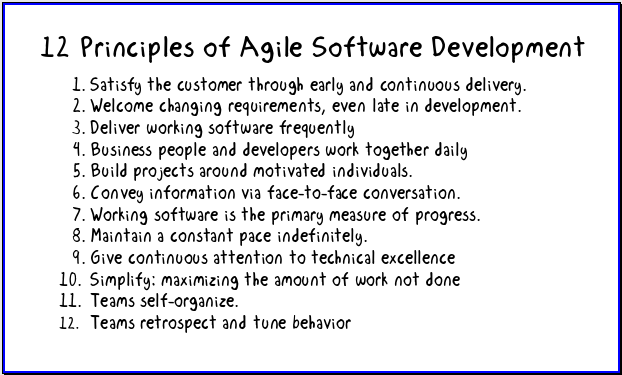 12 Principles of Agile Software Development
1. Satisfy the customer through early and continuous delivery.
2. Welcome changing requirements, even late in development.
3. Deliver working software frequently
4. Business people and developers work together daily
5. Build projects around motivated individuals.
6. Convey information via face-to-face conversation.
7. Working software is the primary measure of progress.
8. Maintain a constant pace indefinitely.
9. Give continuous attention to technical excellence
10. Simplify: maximizing the amount of work not done
11. Teams self-organize.
12. Teams retrospect and tune behavior